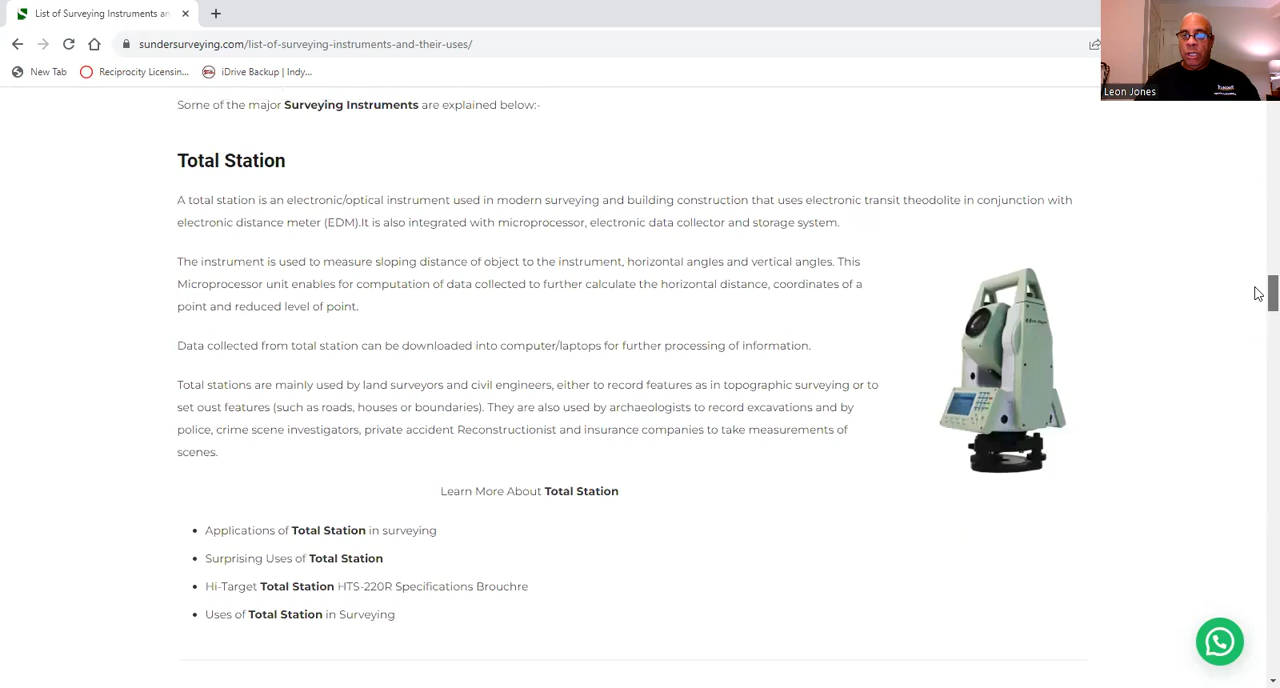 List of Surveying Instruments an
sundersurveying.com/list-of-surveying-instruments-and-their-uses/
New Tab
Reciprocity Licensin...
iDrive Backup | Indy...
Leon Jones
Some of the major Surveying Instruments are explained below:-
Total Station
A total station is an electronic/optical instrument used in modern surveying and building construction that uses electronic transit theodolite in conjunction with
electronic distance meter (EDM).It is also integrated with microprocessor, electronic data collector and storage system.
The instrument is used to measure sloping distance of object to the instrument, horizontal angles and vertical angles. This
Microprocessor unit enables for computation of data collected to further calculate the horizontal distance, coordinates of a
point and reduced level of point.
Data collected from total station can be downloaded into computer/laptops for further processing of information.
Total stations are mainly used by land surveyors and civil engineers, either to record features as in topographic surveying or to
set oust features (such as roads, houses or boundaries). They are also used by archaeologists to record excavations and by
police, crime scene investigators, private accident Reconstructionist and insurance companies to take measurements of
scenes.
Learn More About Total Station
• Applications of Total Station in surveying
• Surprising Uses of Total Station
• Hi-Target Total Station HTS-220R Specifications Brouchre
• Uses of Total Station in Surveying